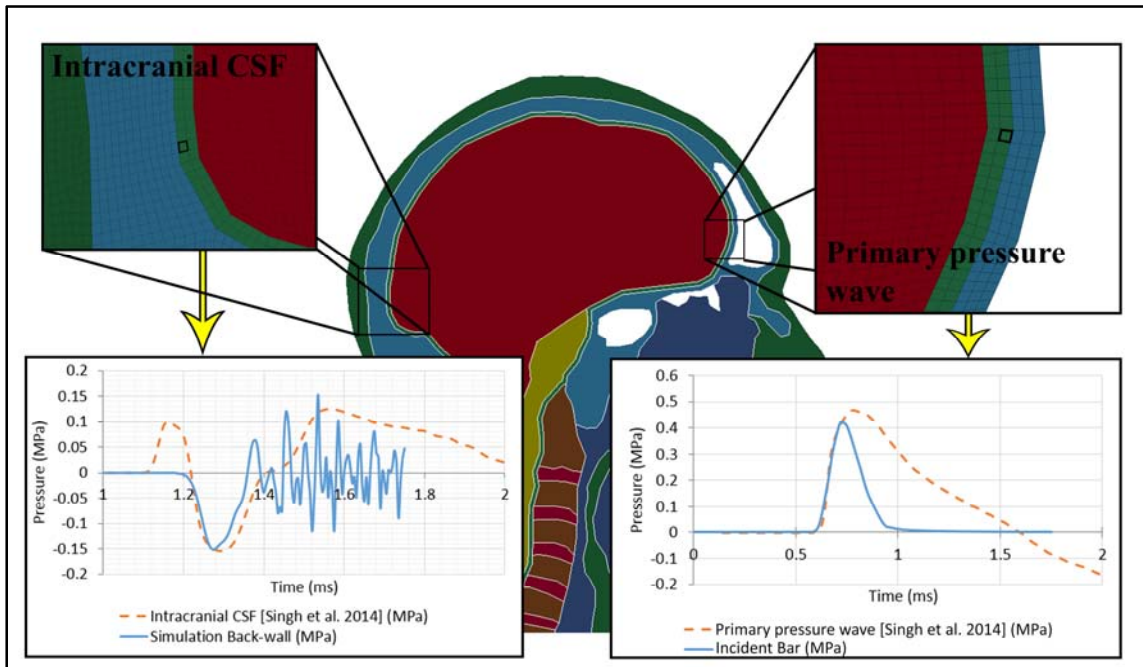 Intracranial CSF
Primary pressure
wave
0.2
0.15
0.1
0.05
0
-0.05
-0.1
-0.15
-0.2
Pressure (MPa)
1
1.2
1.4
1.6
1.8
2
Time (ms)
Intracranial CSF [Singh et al. 2014] (MPa)
Simulation Back-wall (MPa)
0.6
0.5
0.4
0.3
0.2
0.1
0
-0.1
-0.2
Pressure (MPa)
0
0.5
1
1.5
2
Time (ms)
Primary pressure wave [Singh et al. 2014] (MPa)
Incident Bar (MPa)